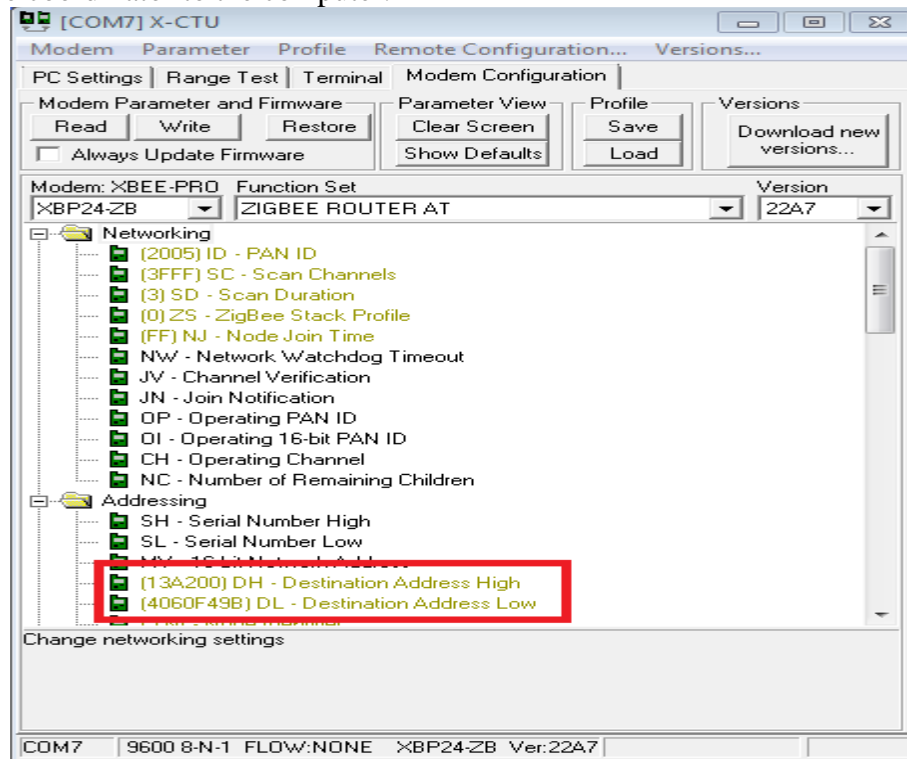 [COM7] X-CTU
Modem Parameter Profile Remote Configuration... Versions...
PC Settings Range Test Terminal Modem Configuration
Modem Parameter and Firmware Parameter View Profile Versions
Read Write Restore Clear Screen Save Download new versions...
Always Update Firmware Show Defaults Load
Modem: XBEE-PRO Function Set Version
XBP24-ZB ZIGBEE ROUTER AT 22A7
Networking
(2005) ID - PAN ID
(3FFF) SC - Scan Channels
(3) SD - Scan Duration
(0) ZS - ZigBee Stack Profile
(FF) NJ - Node Join Time
NW - Network Watchdog Timeout
JV - Channel Verification
JN - Join Notification
OP - Operating PAN ID
OI - Operating 16-bit PAN ID
CH - Operating Channel
NC - Number of Remaining Children
Addressing
SH - Serial Number High
SL - Serial Number Low
(13A200) DH - Destination Address High
(4060F49B) DL - Destination Address Low
Change networking settings
COM7 9600 8-N-1 FLOW:NONE XBP24-ZB Ver:22A7